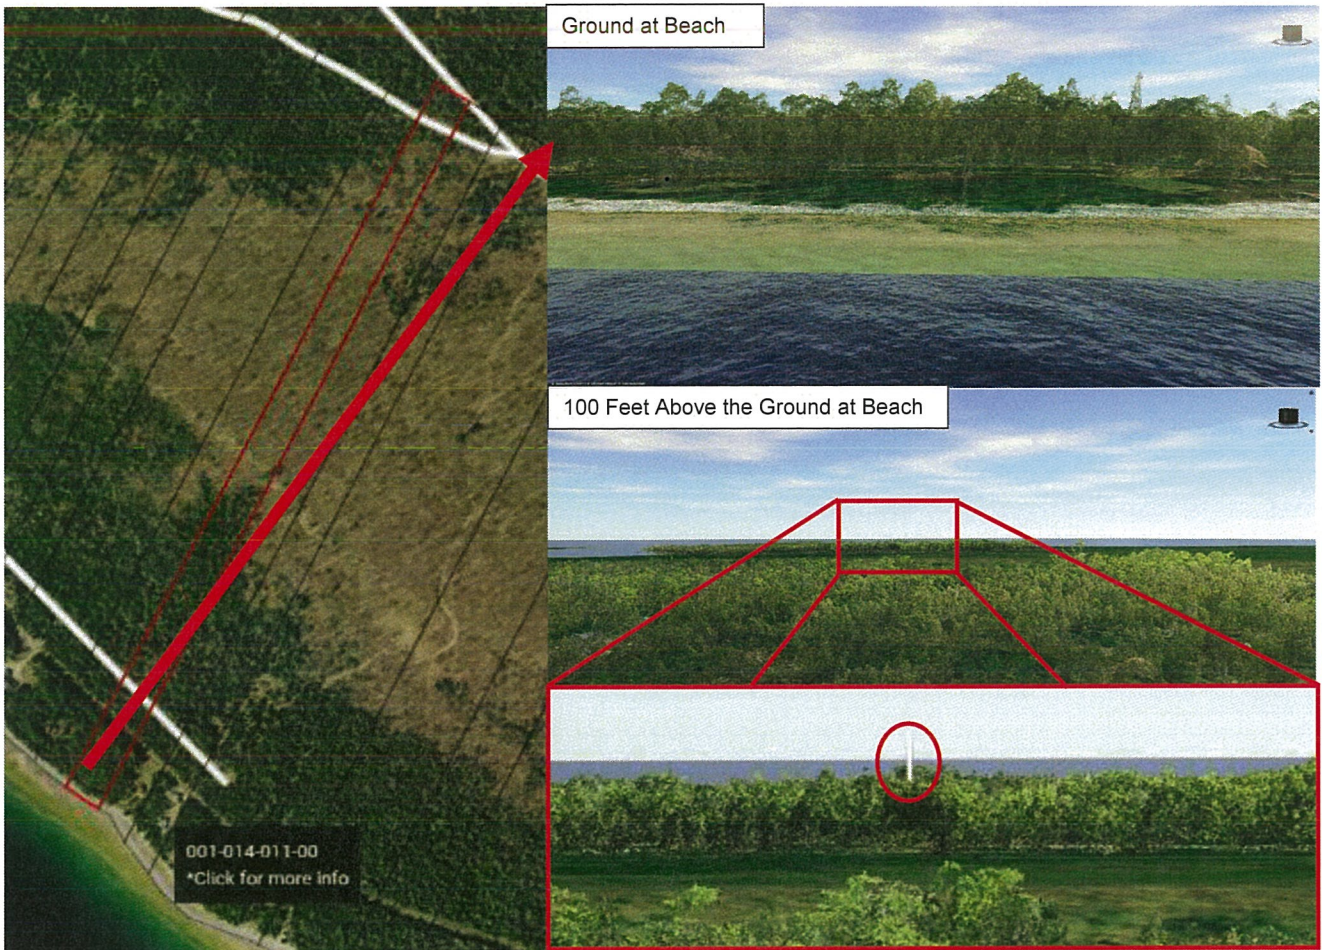 Ground at Beach
100 Feet Above the Ground at Beach
001-014-011-00
*Click for more info